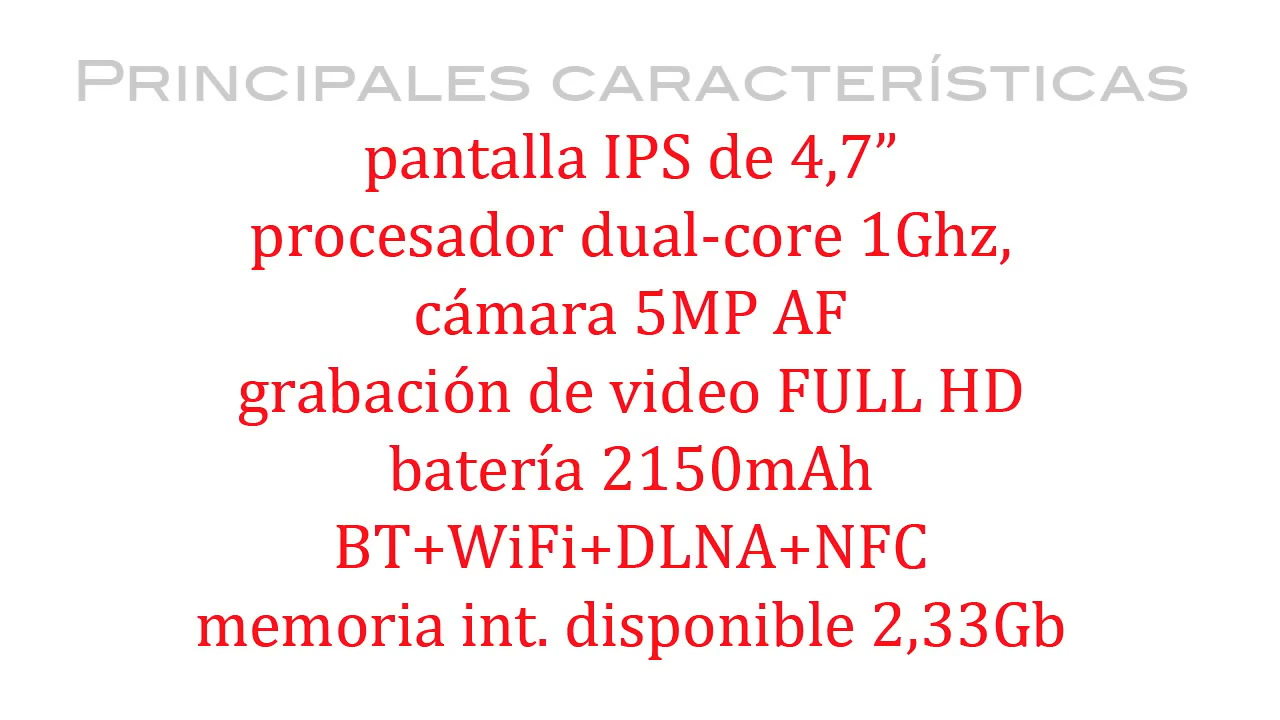 PRINCIPALES CARACTERÍSTICAS
pantalla IPS de 4,7”
procesador dual-core 1Ghz,
cámara 5MP AF
grabación de video FULL HD
batería 2150mAh
BT+WiFi+DLNA+NFC
memoria int. disponible 2,33Gb